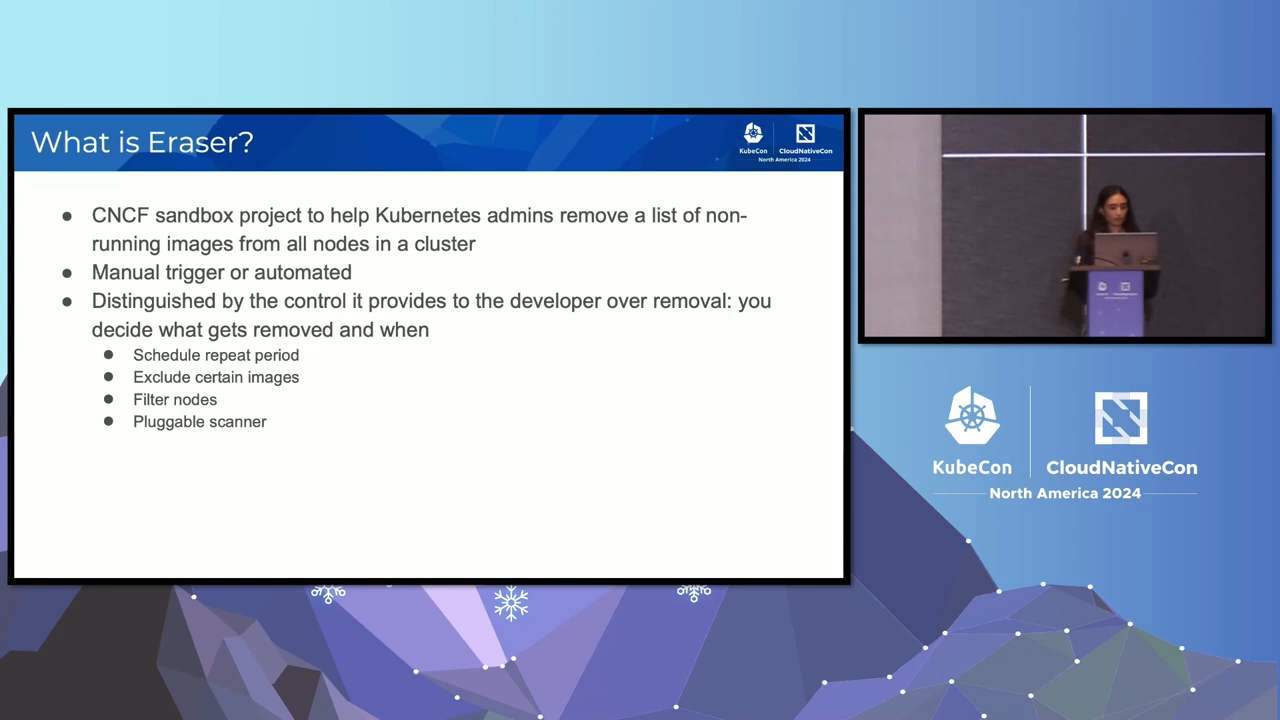 What is Eraser?
KubeCon
CloudNativeCon
North America 2024
● CNCF sandbox project to help Kubernetes admins remove a list of non-
running images from all nodes in a cluster
● Manual trigger or automated
● Distinguished by the control it provides to the developer over removal: you
decide what gets removed and when
● Schedule repeat period
● Exclude certain images
● Filter nodes
● Pluggable scanner
KubeCon
CloudNativeCon
North America 2024